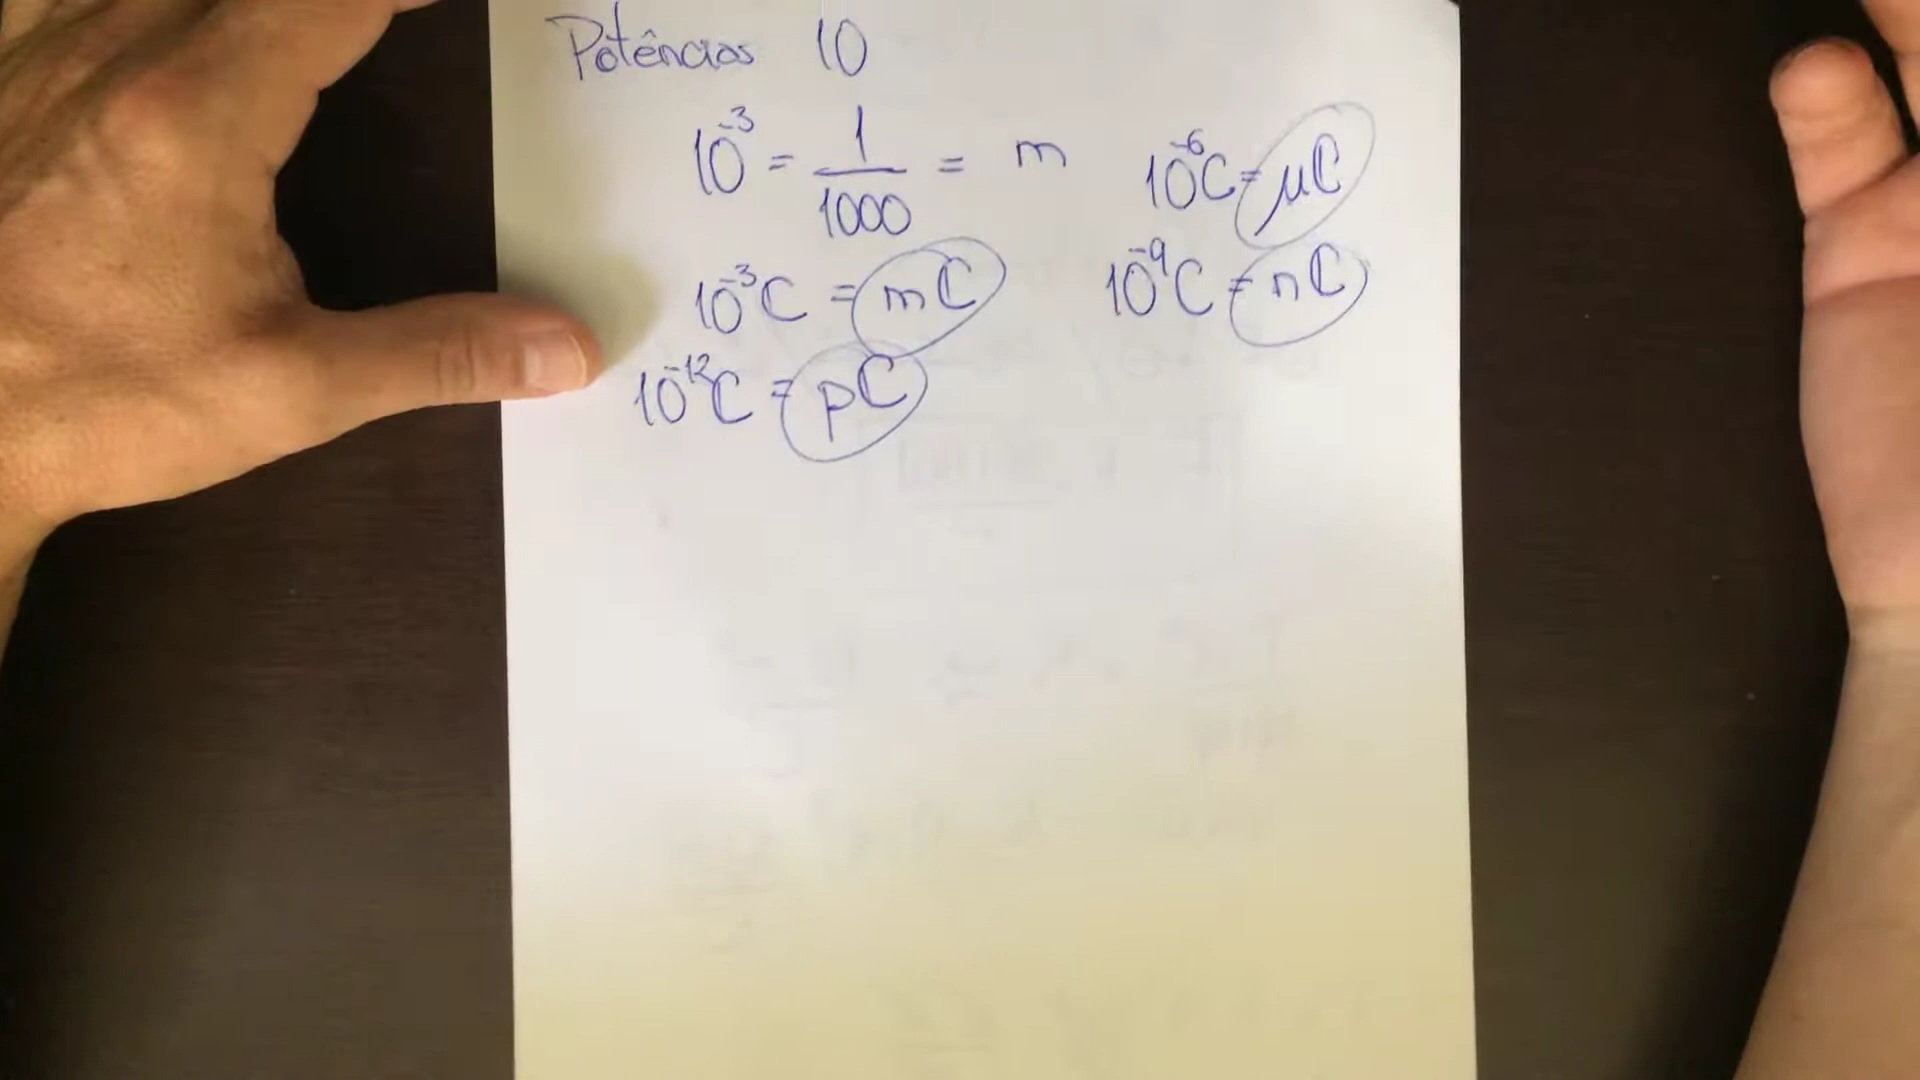 Potências 10
10⁻³ = 1/1000 = m
10⁻⁶C = μC
10⁻³C = mC
10⁻⁹C = nC
10⁻¹²C = pC